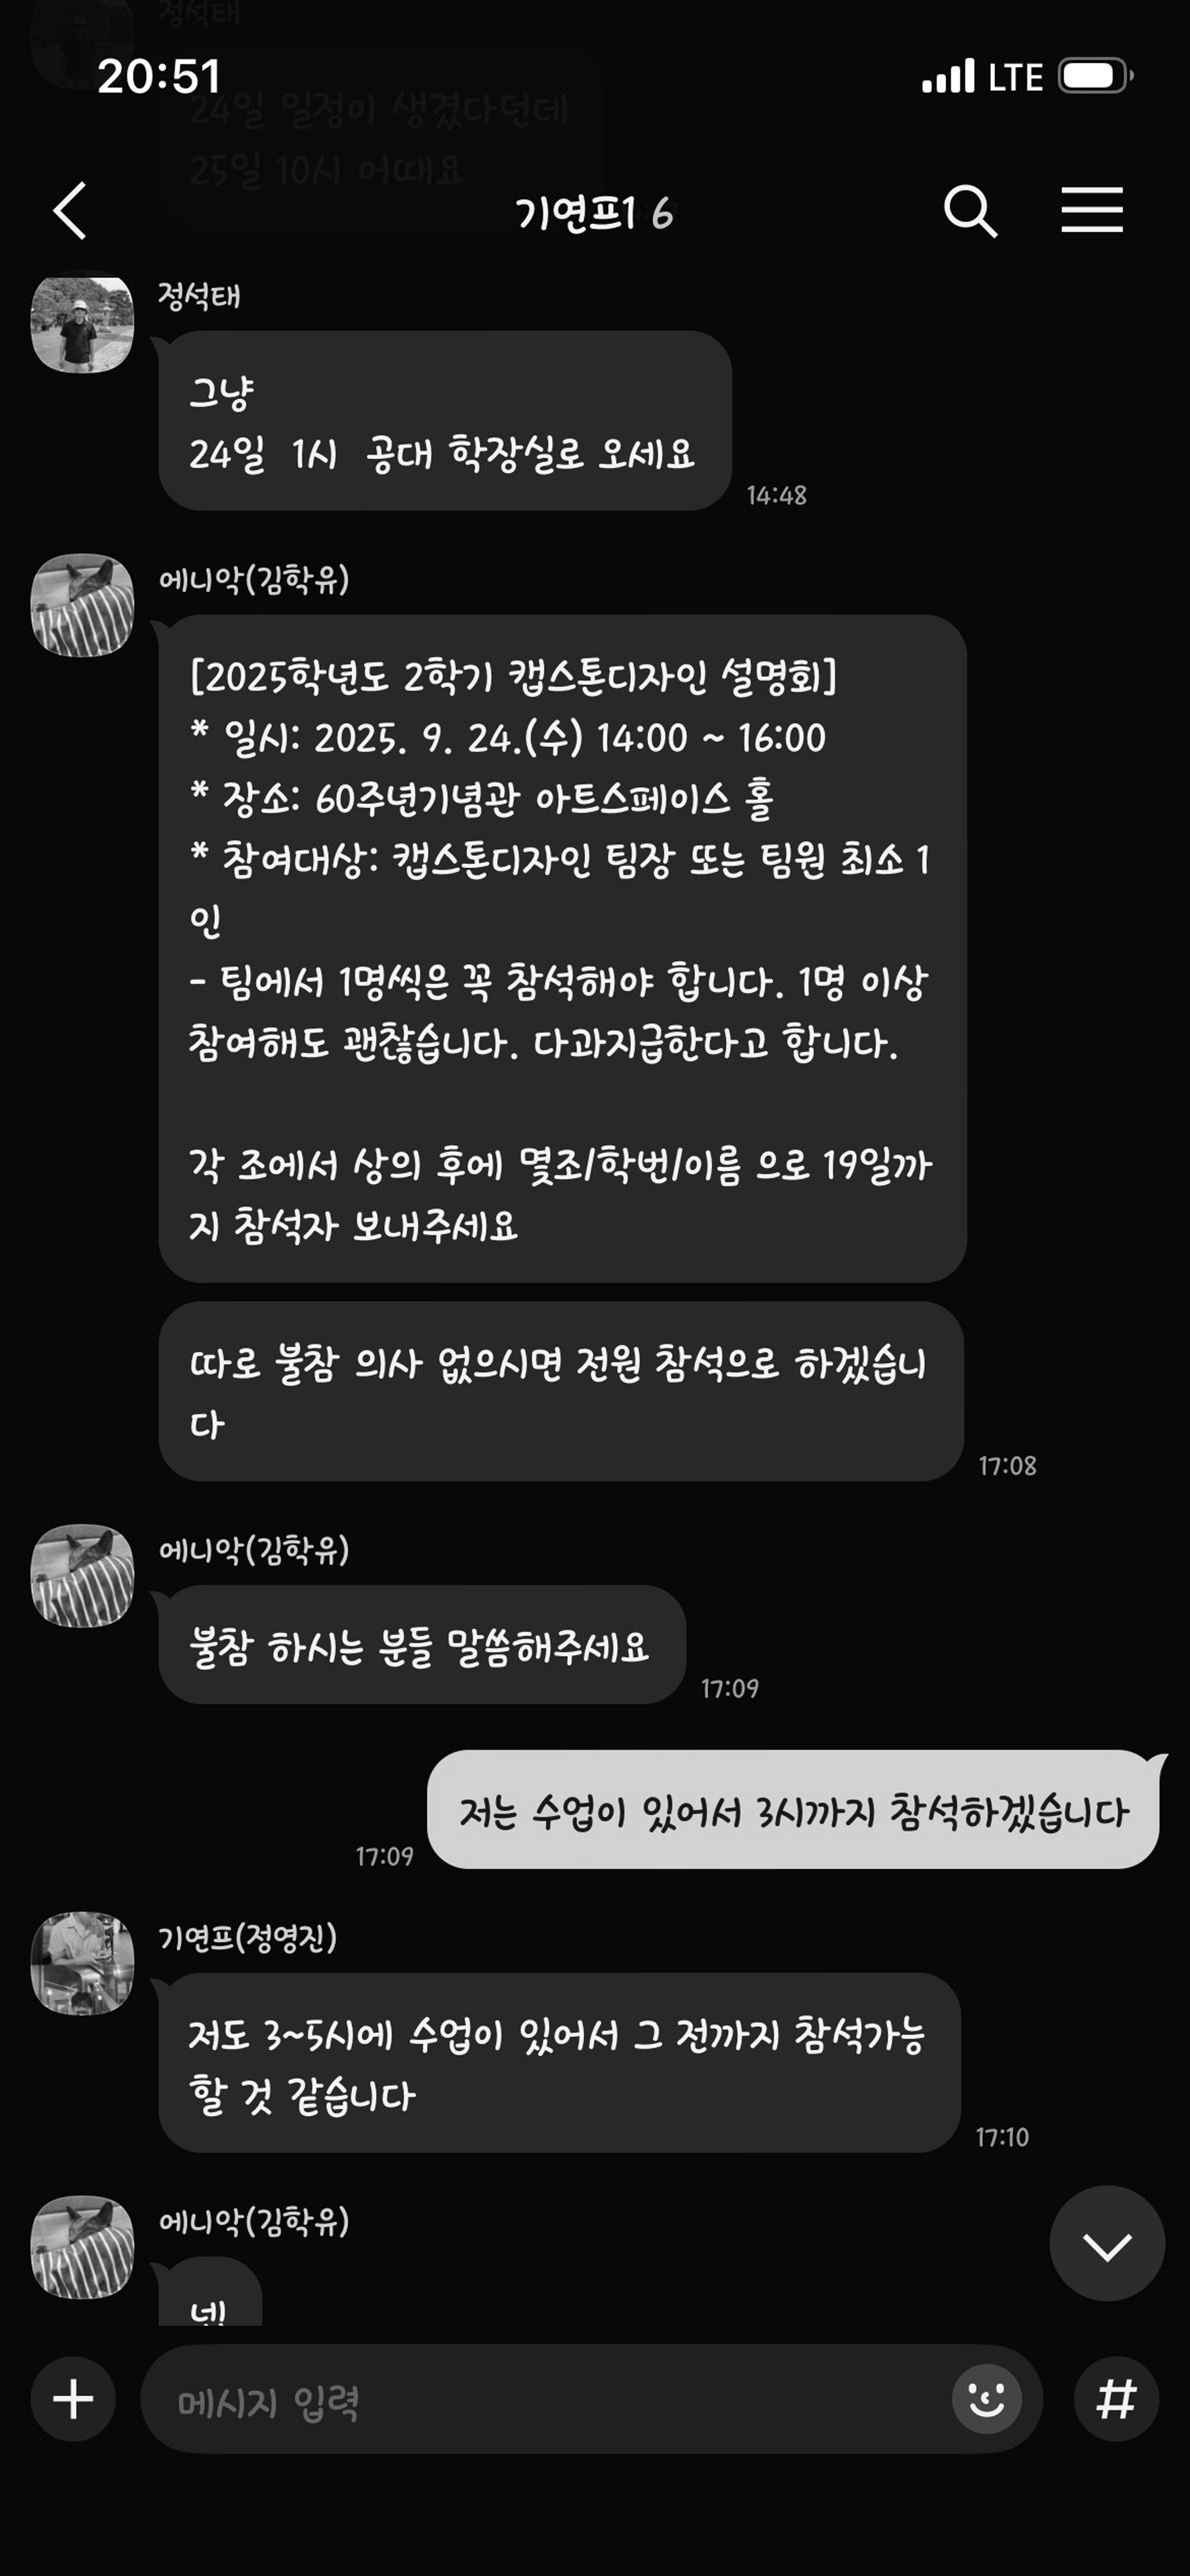 정석태
20:51
LTE
24일 일정이 생겼다던데
25일 10시 어때요
기연프1 6
정석태
그냥
24일 1시 공대 학장실로 오세요
14:48
에니악(김학유)
[2025학년도 2학기 캡스톤디자인 설명회]
* 일시: 2025. 9. 24.(수) 14:00 ~ 16:00
* 장소: 60주년기념관 아트스페이스 홀
* 참여대상: 캡스톤디자인 팀장 또는 팀원 최소 1
인
- 팀에서 1명씩은 꼭 참석해야 합니다. 1명 이상
참여해도 괜찮습니다. 다과지급한다고 합니다.
각 조에서 상의 후에 몇조/학번/이름 으로 19일까
지 참석자 보내주세요
따로 불참 의사 없으시면 전원 참석으로 하겠습니
다
17:08
에니악(김학유)
불참 하시는 분들 말씀해주세요
17:09
저는 수업이 있어서 3시까지 참석하겠습니다
17:09
기연프(정영진)
저도 3~5시에 수업이 있어서 그 전까지 참석가능
할 것 같습니다
17:10
에니악(김학유)
넵
메시지 입력
#